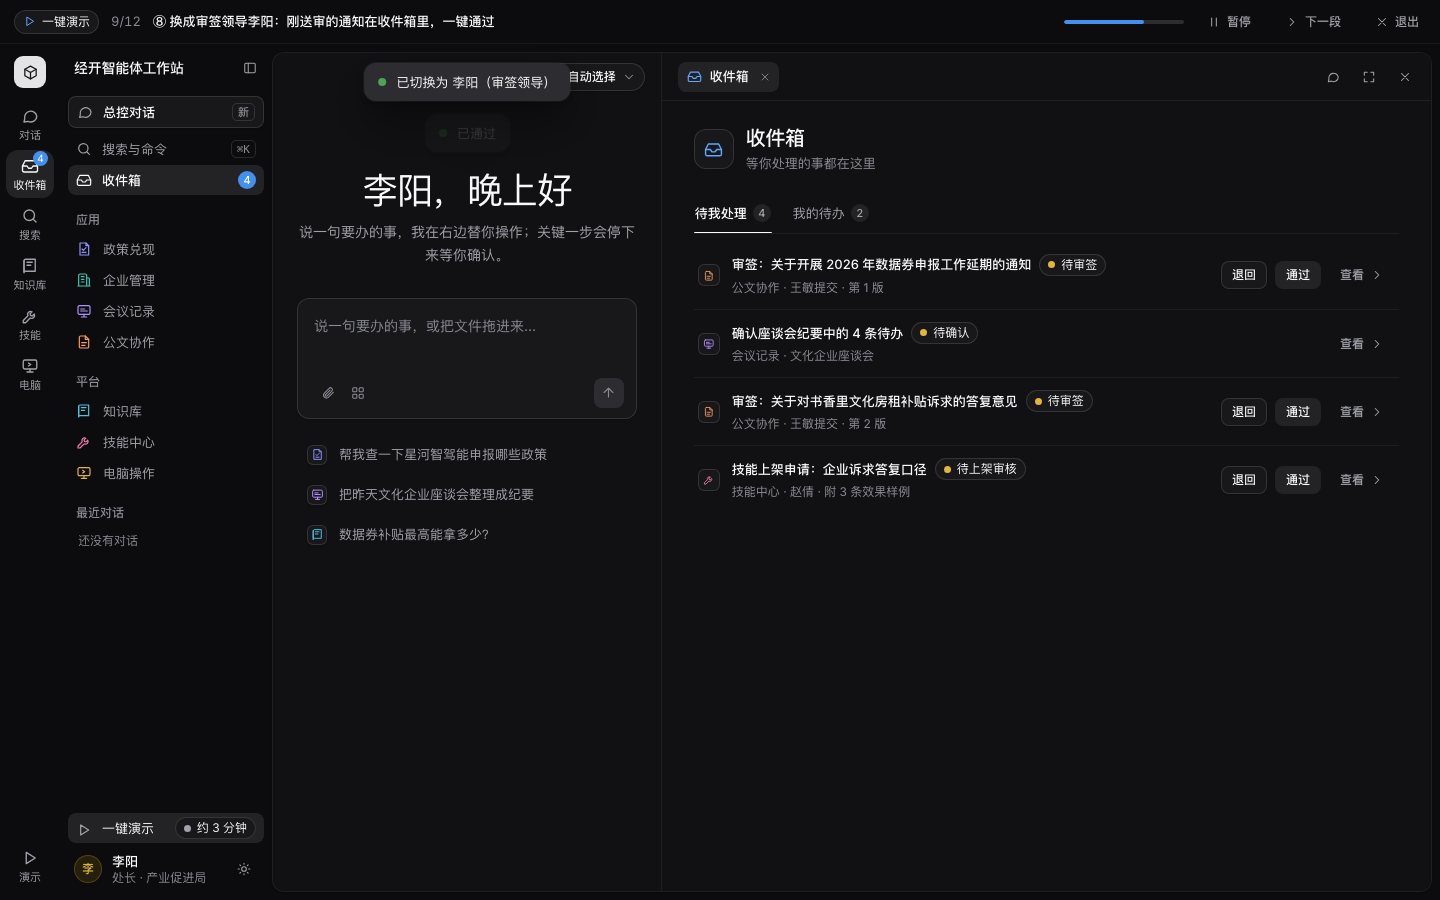 一键演示
9/12
⑧ 换成审签领导李阳：刚送审的通知在收件箱里，一键通过
暂停
下一段
退出
对话
4
收件箱
搜索
知识库
技能
电脑
演示
经开智能体工作站
总控对话
新
搜索与命令
⌘K
收件箱
4
应用
政策兑现
企业管理
会议记录
公文协作
平台
知识库
技能中心
电脑操作
最近对话
还没有对话
一键演示
约 3 分钟
李
李阳
处长 · 产业促进局
已切换为 李阳（审签领导）
自动选择
已通过
李阳，晚上好
说一句要办的事，我在右边替你操作；关键一步会停下
来等你确认。
说一句要办的事，或把文件拖进来...
帮我查一下星河智驾能申报哪些政策
把昨天文化企业座谈会整理成纪要
数据券补贴最高能拿多少？
收件箱
收件箱
等你处理的事都在这里
待我处理
4
我的待办
2
审签：关于开展 2026 年数据券申报工作延期的通知
待审签
公文协作 · 王敏提交 · 第 1 版
退回
通过
查看
确认座谈会纪要中的 4 条待办
待确认
会议记录 · 文化企业座谈会
查看
审签：关于对书香里文化房租补贴诉求的答复意见
待审签
公文协作 · 王敏提交 · 第 2 版
退回
通过
查看
技能上架申请：企业诉求答复口径
待上架审核
技能中心 · 赵倩 · 附 3 条效果样例
退回
通过
查看